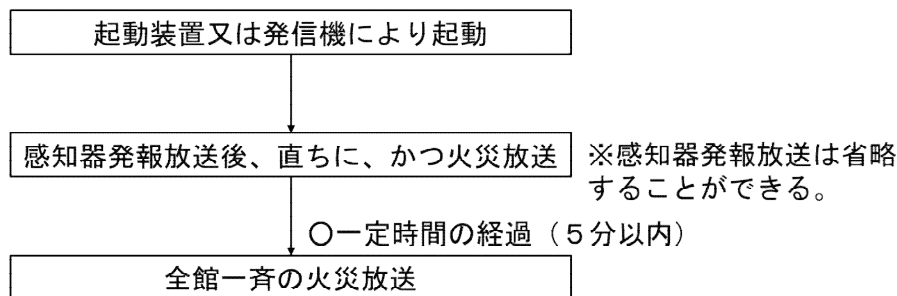 起動装置又は発信機により起動
感知器発報放送後、直ちに、かつ火災放送
※感知器発報放送は省略
することができる。
〇一定時間の経過（５分以内）
全館一斉の火災放送